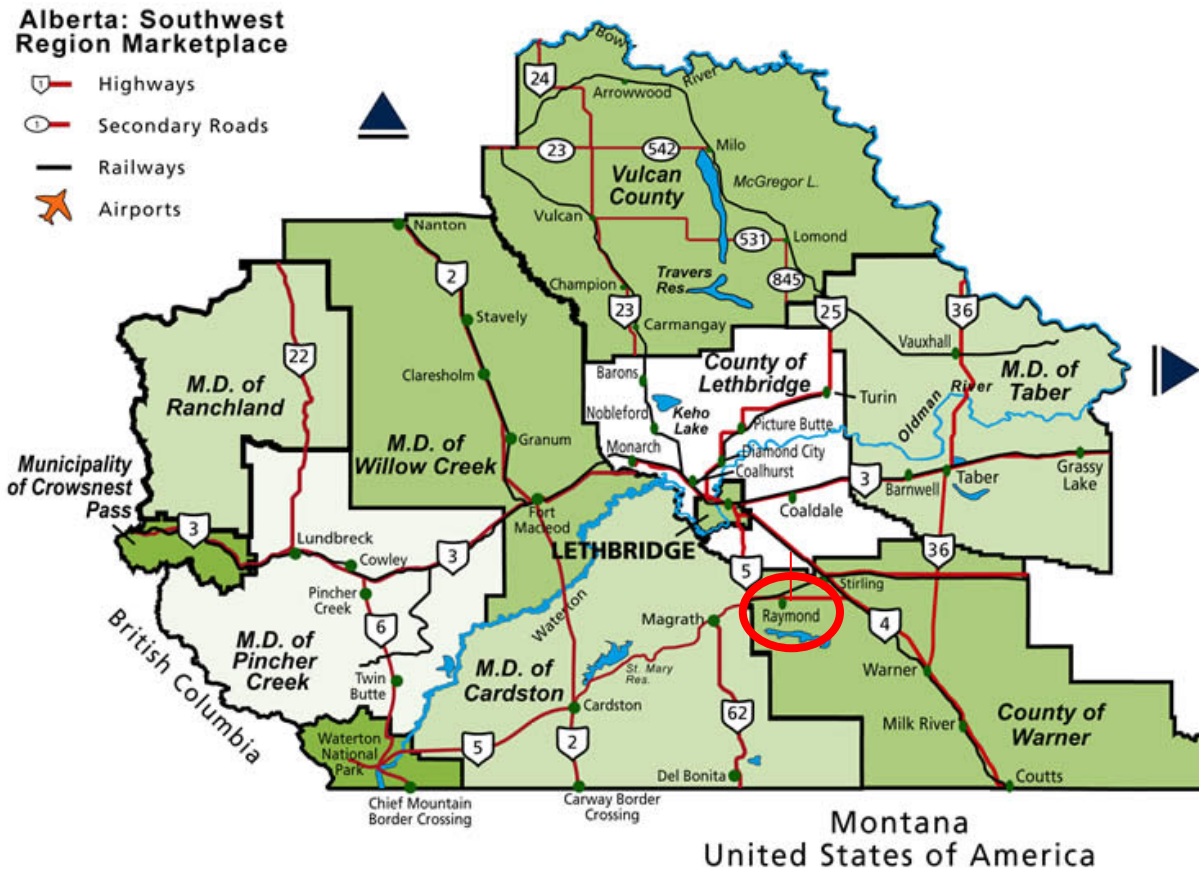 Alberta: Southwest
Region Marketplace
1
Highways
1
Secondary Roads
Railways
Airports
Bow
River
24
Arrowwood
23
542
Milo
Vulcan
County
McGregor L.
Vulcan
531
Lomond
Nanton
2
Travers
Res.
845
Champion
23
25
36
Stavely
Carmangay
Vauxhall
22
County of
Lethbridge
M.D. of
Taber
M.D. of
Ranchland
Claresholm
Barons
Turin
Oldman River
Nobleford
Keho
Lake
Picture Butte
Granum
M.D. of
Willow Creek
Monarch
Diamond City
Coalhurst
Municipality
of Crowsnest
Pass
3
Barnwell
Taber
Grassy
Lake
Fort
Macleod
Coaldale
3
Lundbreck
3
LETHBRIDGE
36
Cowley
5
Stirling
Pincher
Creek
Waterton
Raymond
6
Magrath
4
M.D. of
Pincher
Creek
British Columbia
M.D. of
Cardston
St. Mary
Res.
Warner
Twin
Butte
Cardston
62
Milk River
County of
Warner
Waterton
National
Park
5
2
Del Bonita
Coutts
Chief Mountain
Border Crossing
Carway Border
Crossing
Montana
United States of America